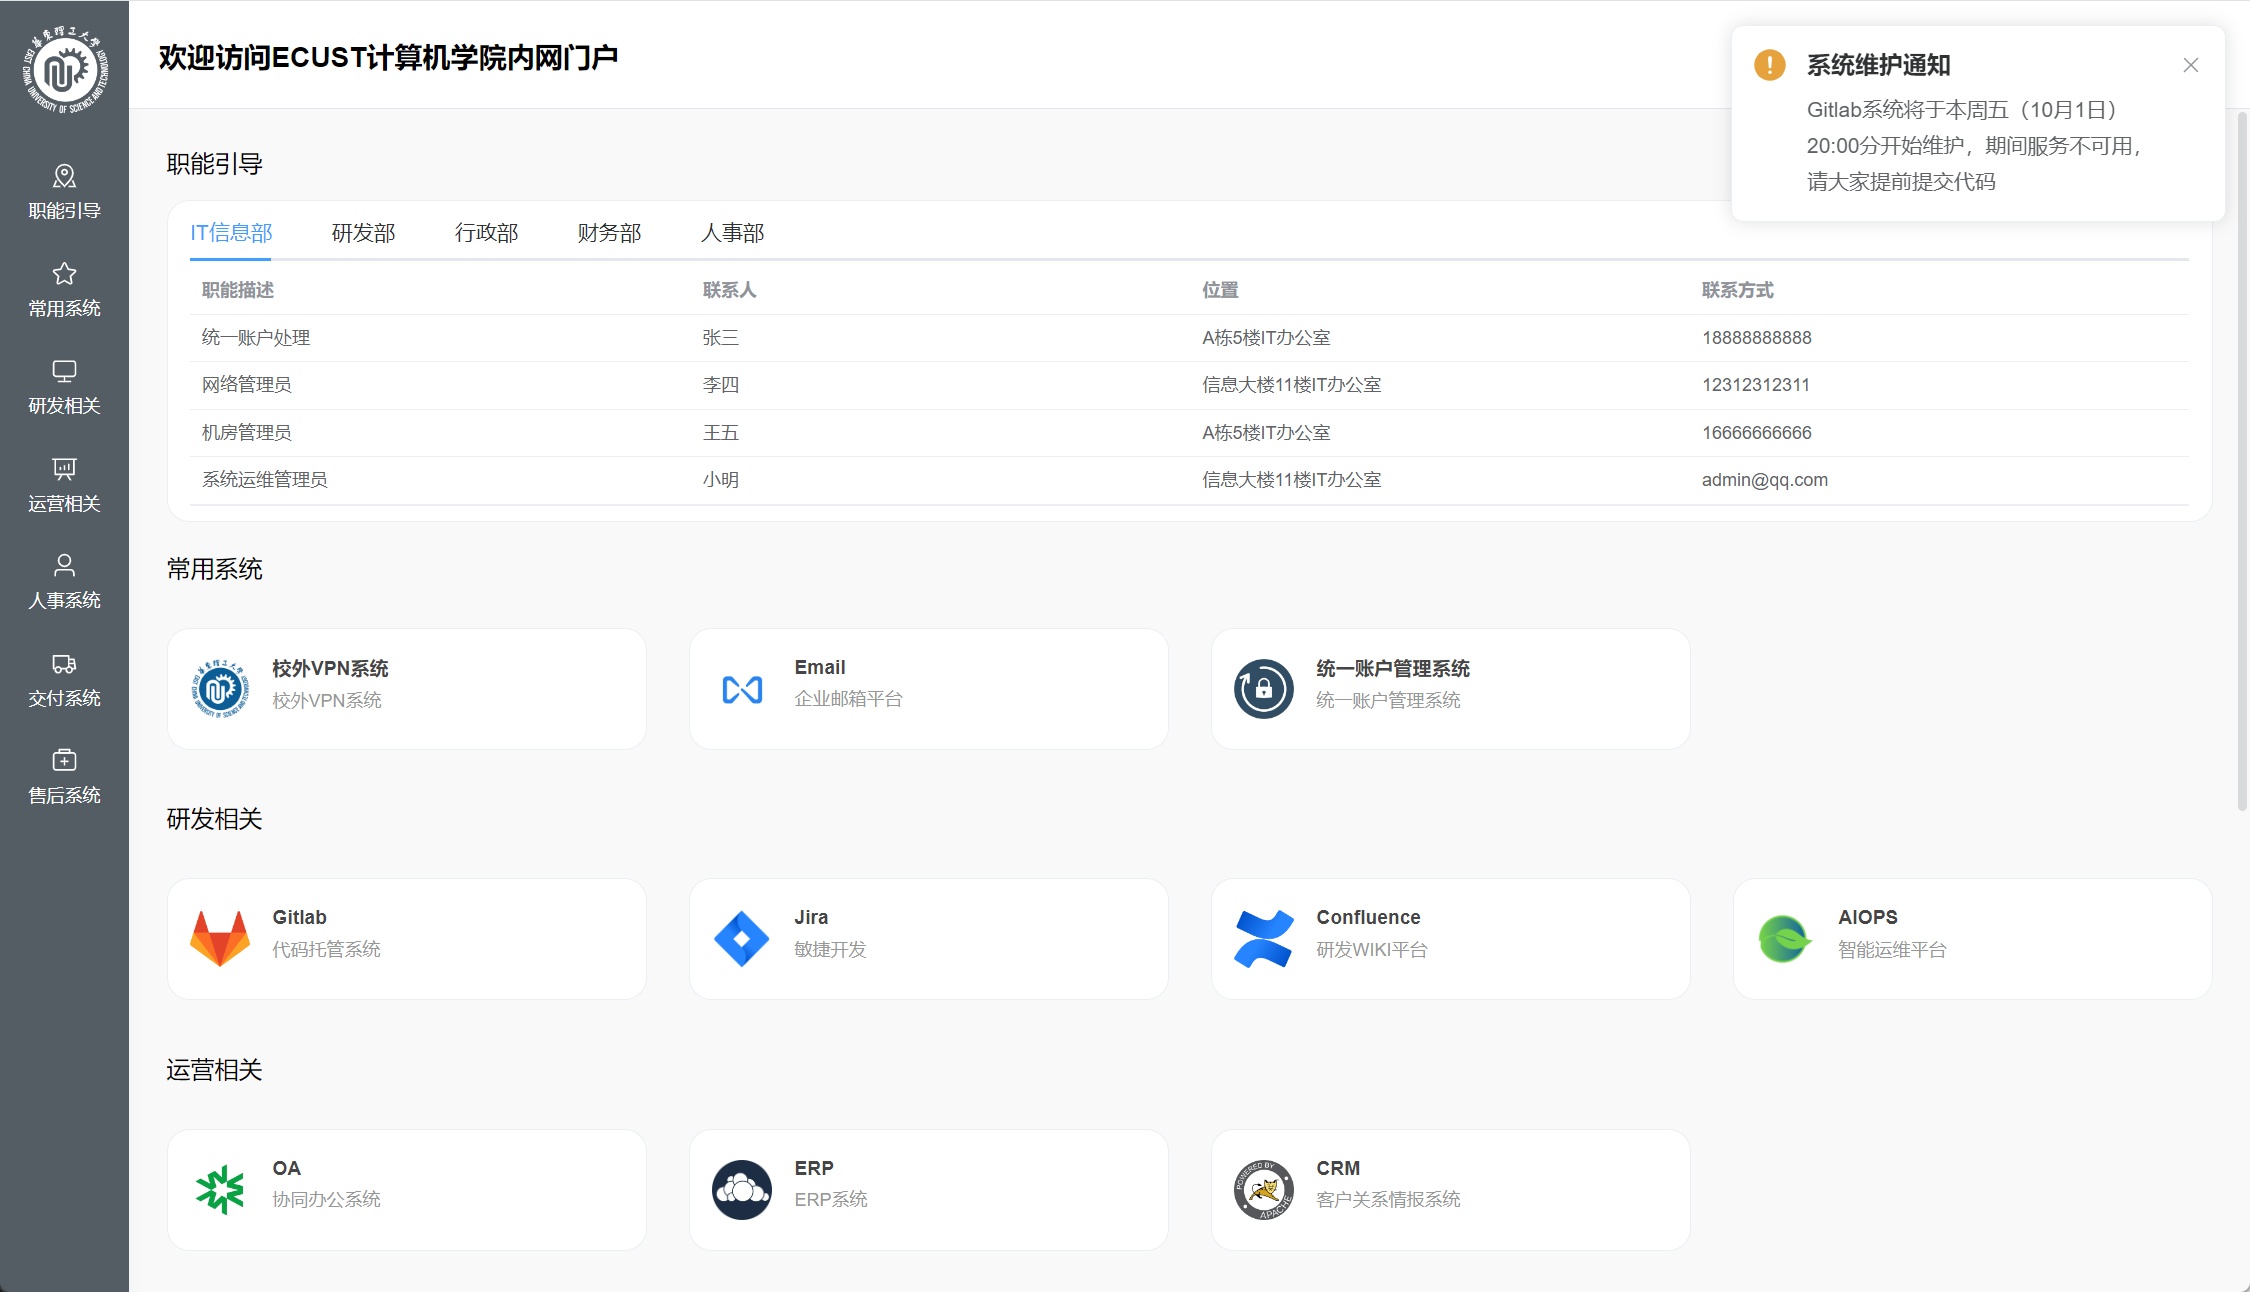 華東理工大学
EAST CHINA UNIVERSITY OF SCIENCE AND TECHNOLOGY
职能引导
常用系统
研发相关
运营相关
人事系统
交付系统
售后系统
欢迎访问ECUST计算机学院内网门户
系统维护通知
Gitlab系统将于本周五（10月1日）
20:00分开始维护，期间服务不可用，
请大家提前提交代码
职能引导
IT信息部 研发部 行政部 财务部 人事部
职能描述 联系人 位置 联系方式
统一账户处理 张三 A栋5楼IT办公室 18888888888
网络管理员 李四 信息大楼11楼IT办公室 12312312311
机房管理员 王五 A栋5楼IT办公室 16666666666
系统运维管理员 小明 信息大楼11楼IT办公室 admin@qq.com
常用系统
校外VPN系统
校外VPN系统
Email
企业邮箱平台
统一账户管理系统
统一账户管理系统
研发相关
Gitlab
代码托管系统
Jira
敏捷开发
Confluence
研发WIKI平台
AIOPS
智能运维平台
运营相关
OA
协同办公系统
ERP
ERP系统
POWERED BY
APACHE
CRM
客户关系情报系统